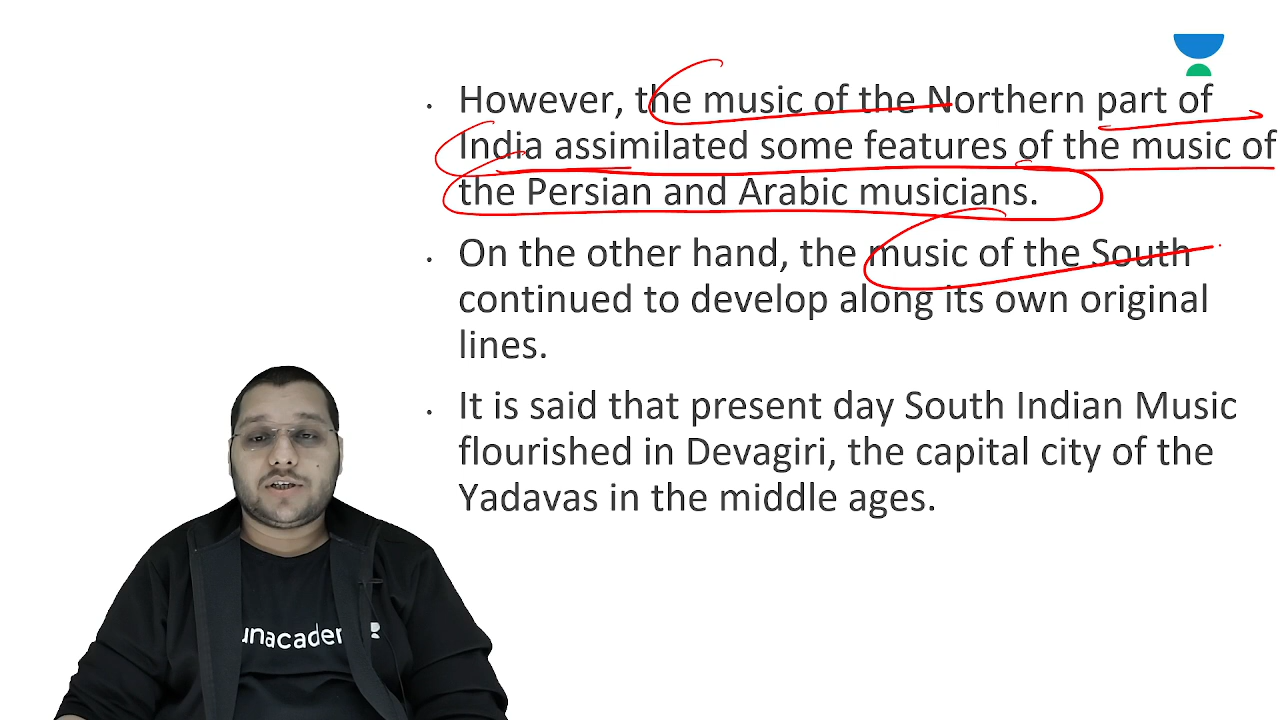 However, the music of the Northern part of
India assimilated some features of the music of
the Persian and Arabic musicians.
On the other hand, the music of the South
continued to develop along its own original
lines.
It is said that present day South Indian Music
flourished in Devagiri, the capital city of the
Yadavas in the middle ages.
unacade